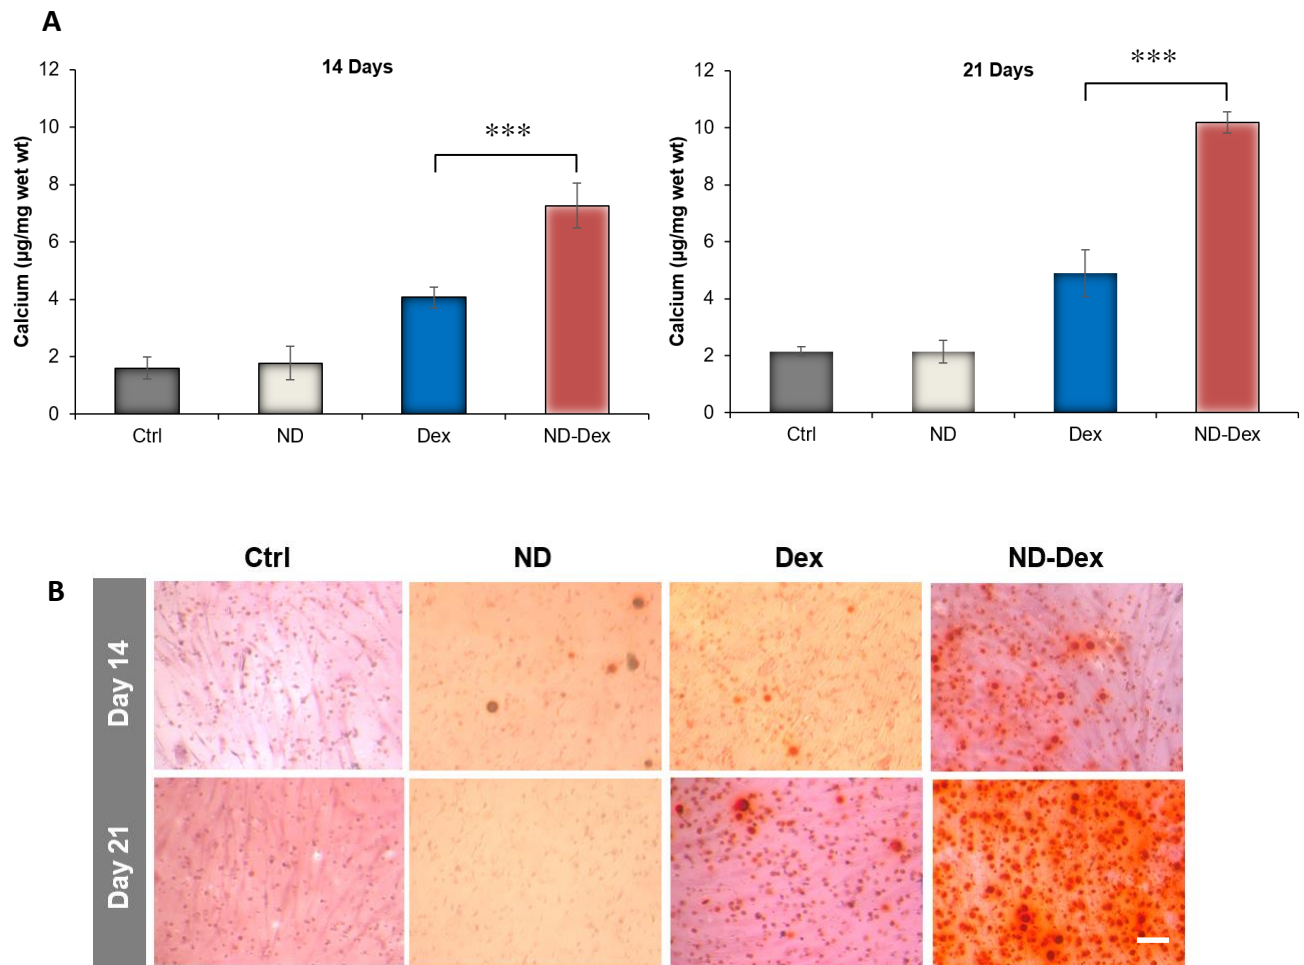 A
14 Days
12
10
8
6
4
2
0
Calcium (µg/mg wet wt)
***
Ctrl ND Dex ND-Dex
21 Days
12
10
8
6
4
2
0
Calcium (µg/mg wet wt)
***
Ctrl ND Dex ND-Dex
B
Ctrl ND Dex ND-Dex
Day 14
Day 21